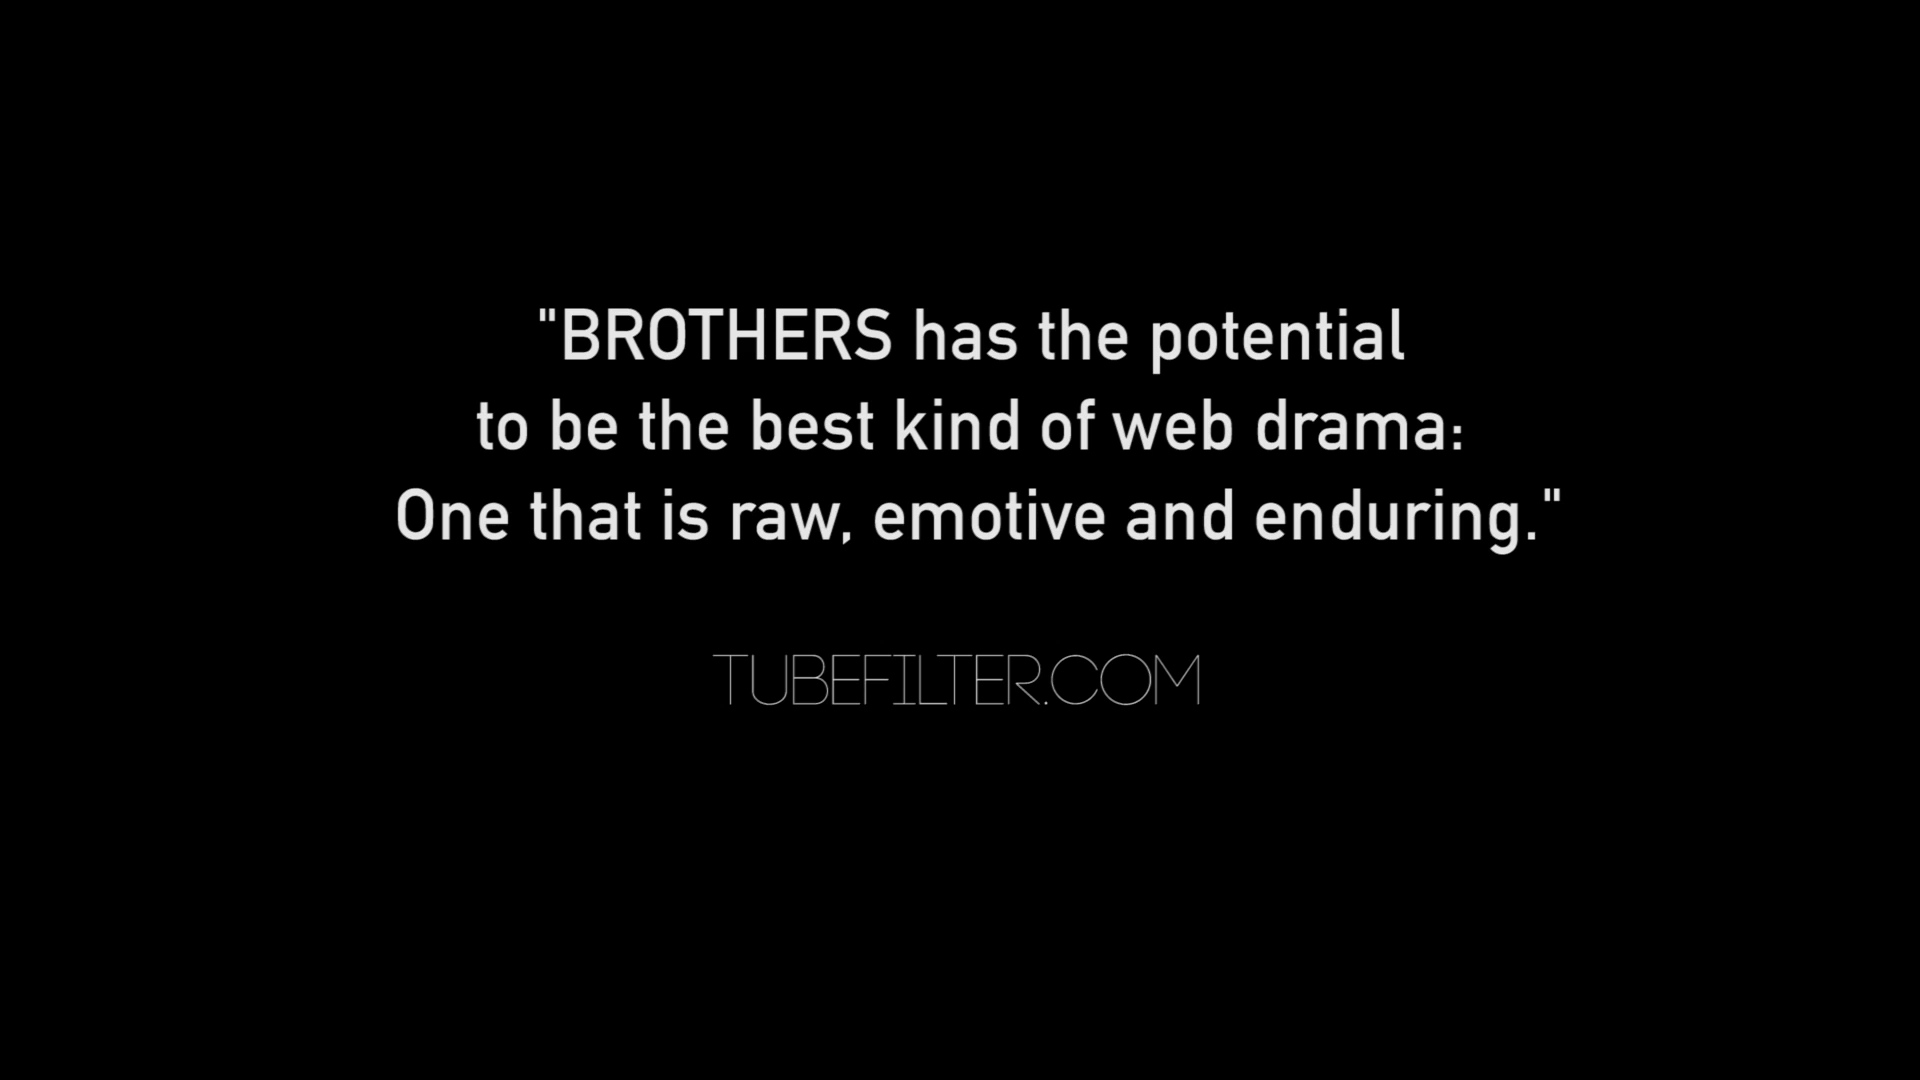 "BROTHERS has the potential
to be the best kind of web drama:
One that is raw, emotive and enduring."
TUBEFILTER.COM